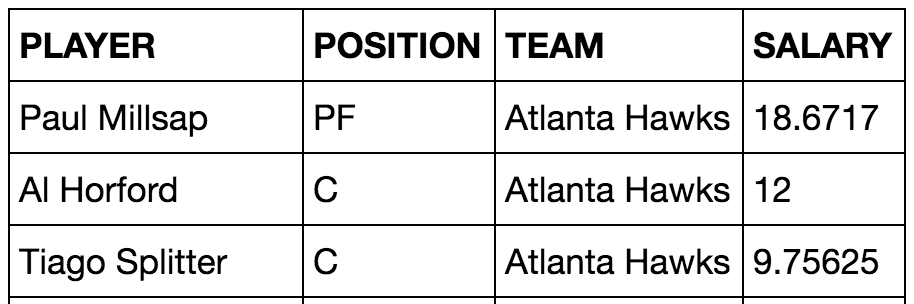 PLAYER POSITION TEAM SALARY
Paul Millsap PF Atlanta Hawks 18.6717
Al Horford C Atlanta Hawks 12
Tiago Splitter C Atlanta Hawks 9.75625